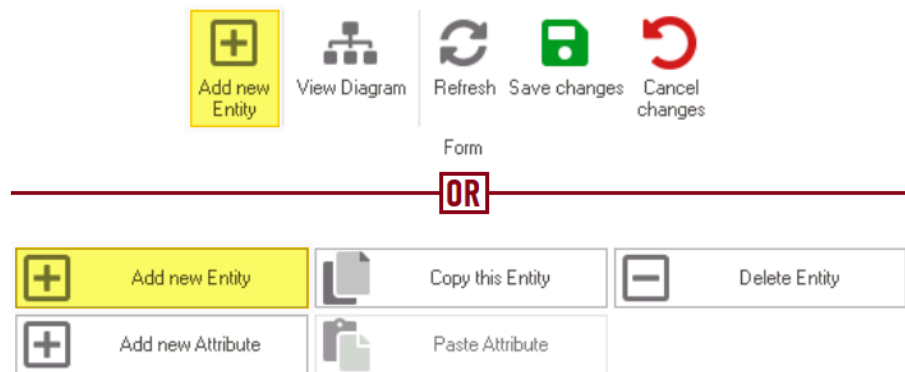 Add new
Entity
View Diagram
Refresh
Save changes
Cancel
changes
Form
OR
Add new Entity
Copy this Entity
Delete Entity
Add new Attribute
Paste Attribute